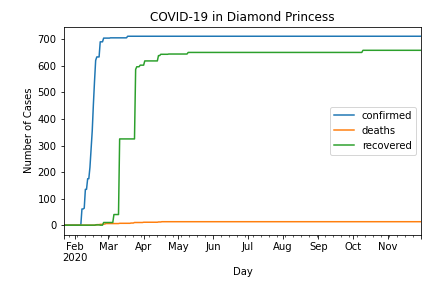 COVID-19 in Diamond Princess
Number of Cases
700
600
500
400
300
200
100
0
confirmed
deaths
recovered
Feb Mar Apr May Jun Jul Aug Sep Oct Nov
2020
Day